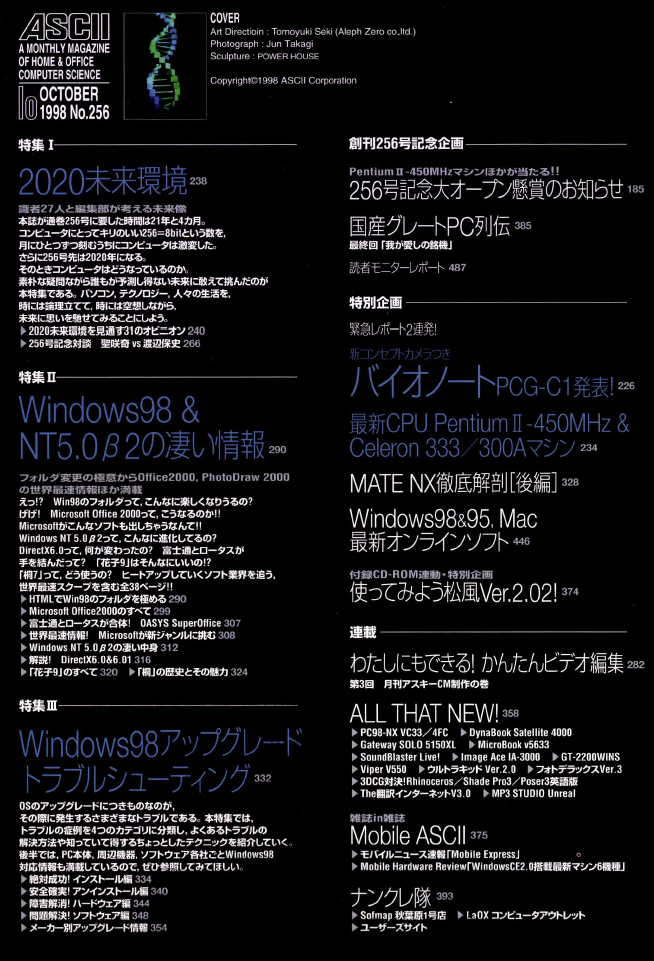 ASCII
A MONTHLY MAGAZINE
OF HOME & OFFICE
COMPUTER SCIENCE
10 OCTOBER
1998 No.256
COVER
Art Directioin : Tomoyuki Seki (Aleph Zero co,ltd.)
Photograph : Jun Takagi
Sculpture : POWER HOUSE
Copyright©1998 ASCII Corporation
特集 I
2020未来環境 238
識者27人と編集部が考える未来像
本誌が通巻256号に要した時間は21年と4カ月。
コンピュータにとってキリのいい256=8bitという数を,
月にひとつずつ刻むうちにコンピュータは激変した。
さらに256号先は2020年になる。
そのときコンピュータはどうなっているのか。
素朴な疑問ながら誰もが予測し得ない未来に敢えて挑んだのが
本特集である。パソコン, テクノロジー, 人々の生活を,
時には論理立てて, 時には空想しながら,
未来に思いを馳せてみることにしよう。
▶2020未来環境を見通す31のオピニオン 240
▶256号記念対談 聖咲奇 vs 渡辺保史 266
特集 II
Windows98 &
NT5.0β2の凄い情報 290
フォルダ変更の極意からOffice2000, PhotoDraw 2000
の世界最速情報ほか満載
えっ!? Win98のフォルダって, こんなに楽しくなりうるの?
げげ! Microsoft Office 2000って, こうなるのか!!
Microsoftがこんなソフトも出しちゃうなんて!!
Windows NT 5.0β2って, こんなに進化してるの?
DirectX6.0って, 何が変わったの? 富士通とロータスが
手を結んだって? 「花子9」はそんなにいいの!?
「桐7」って, どう使うの? ヒートアップしていくソフト業界を追う,
世界最速スクープを含む全38ページ!!
▶HTMLでWin98のフォルダを極める 290
▶Microsoft Office2000のすべて 299
▶富士通とロータスが合体! OASYS SuperOffice 307
▶世界最速情報! Microsoftが新ジャンルに挑む 308
▶Windows NT 5.0β2の凄い中身 312
▶解説! DirectX6.0&6.01 316
▶「花子9」のすべて 320 ▶「桐」の歴史とその魅力 324
特集 III
Windows98アップグレード
トラブルシューティング 332
OSのアップグレードにつきものなのが,
その際に発生するさまざまなトラブルである。本特集では,
トラブルの症例を4つのカテゴリに分類し, よくあるトラブルの
解決方法や知っていて得するちょっとしたテクニックを紹介していく。
後半では, PC本体, 周辺機器, ソフトウェア各社ごとWindows98
対応情報も満載しているので, ぜひ参照してみてほしい。
▶絶対成功! インストール編 334
▶安全確実! アンインストール編 340
▶障害解消! ハードウェア編 344
▶問題解決! ソフトウェア編 348
▶メーカー別アップグレード情報 354
創刊256号記念企画
Pentium II-450MHzマシンほかが当たる!!
256号記念大オープン懸賞のお知らせ 185
国産グレートPC列伝 385
最終回「我が愛しの銘機」
読者モニターレポート 487
特別企画
緊急レポート2連発!
新コンセプトカメラつき
バイオノートPCG-C1発表! 226
最新CPU Pentium II-450MHz &
Celeron 333/300Aマシン 234
MATE NX徹底解剖[後編] 328
Windows98&95, Mac
最新オンラインソフト 446
付録CD-ROM連動・特別企画
使ってみよう松風Ver.2.02! 374
連載
わたしにもできる! かんたんビデオ編集 282
第3回 月刊アスキーCM制作の巻
ALL THAT NEW! 358
▶PC98-NX VC33/4FC ▶DynaBook Satellite 4000
▶Gateway SOLO 5150XL ▶MicroBook v5633
▶SoundBlaster Live! ▶Image Ace IA-3000 ▶GT-2200WINS
▶Viper V550 ▶ウルトラキッド Ver.2.0 ▶フォトデラックスVer.3
▶3DCG対決!Rhinoceros/Shade Pro3/Poser3英語版
▶The翻訳インターネットV3.0 ▶MP3 STUDIO Unreal
雑誌in雑誌
Mobile ASCII 375
▶モバイルニュース速報「Mobile Express」
▶Mobile Hardware Review「WindowsCE2.0搭載最新マシン6機種」
ナンクレ隊 393
▶Sofmap 秋葉原1号店 ▶LaOX コンピュータアウトレット
▶ユーザーズサイト